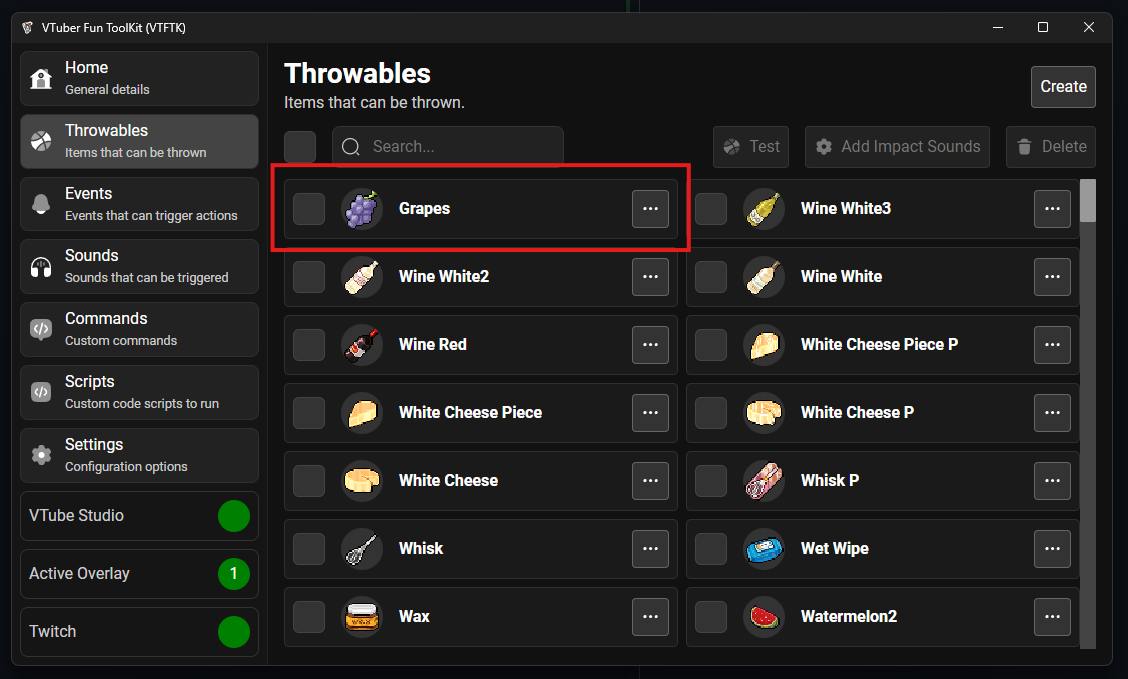 VTuber Fun ToolKit (VTFTK)
Home
General details
Throwables
Items that can be thrown
Events
Events that can trigger actions
Sounds
Sounds that can be triggered
Commands
Custom commands
Scripts
Custom code scripts to run
Settings
Configuration options
VTube Studio
Active Overlay 1
Twitch
Throwables
Items that can be thrown.
Create
Search...
Test
Add Impact Sounds
Delete
Grapes
Wine White3
Wine White2
Wine White
Wine Red
White Cheese Piece P
White Cheese Piece
White Cheese P
White Cheese
Whisk P
Whisk
Wet Wipe
Wax
Watermelon2